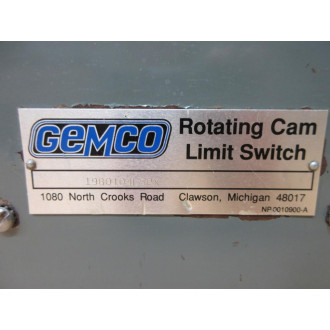 GEMCO
Rotating Cam
Limit Switch
1080 North Crooks Road Clawson, Michigan 48017
NP0010900-A